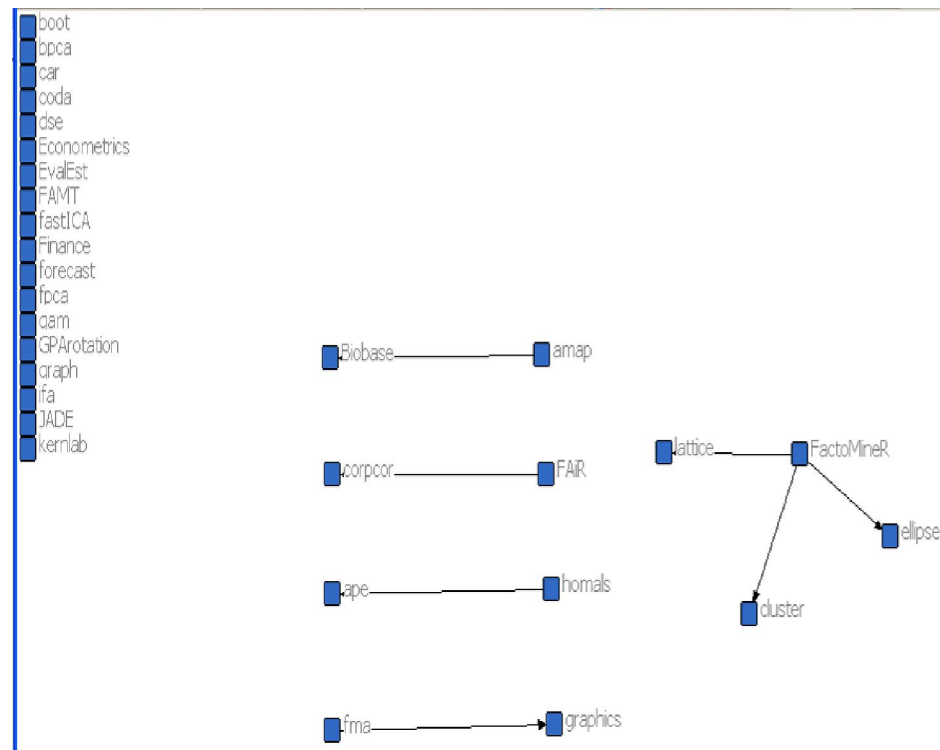 boot
bpca
car
coda
dse
Econometrics
EvalEst
FAMT
fastICA
Finance
forecast
fpca
gam
GPArotation
graph
ifa
JADE
kernlab
Biobase
amap
lattice
FactoMineR
corpcor
FAiR
ellipse
ape
homals
cluster
fma
graphics